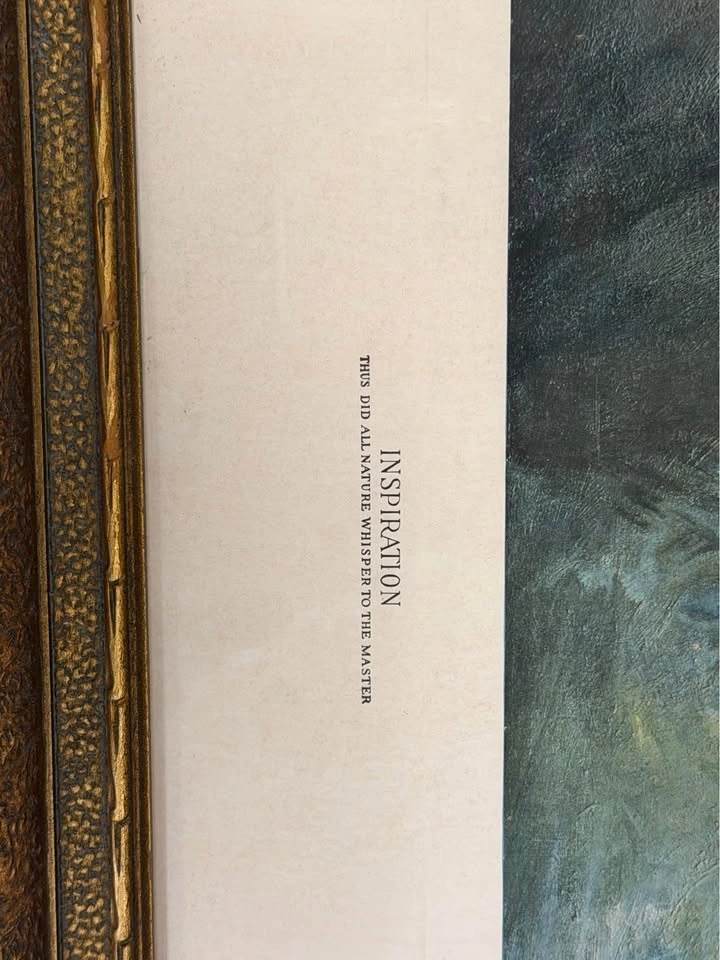 INSPIRATION
THUS DID ALL NATURE WHISPER TO THE MASTER